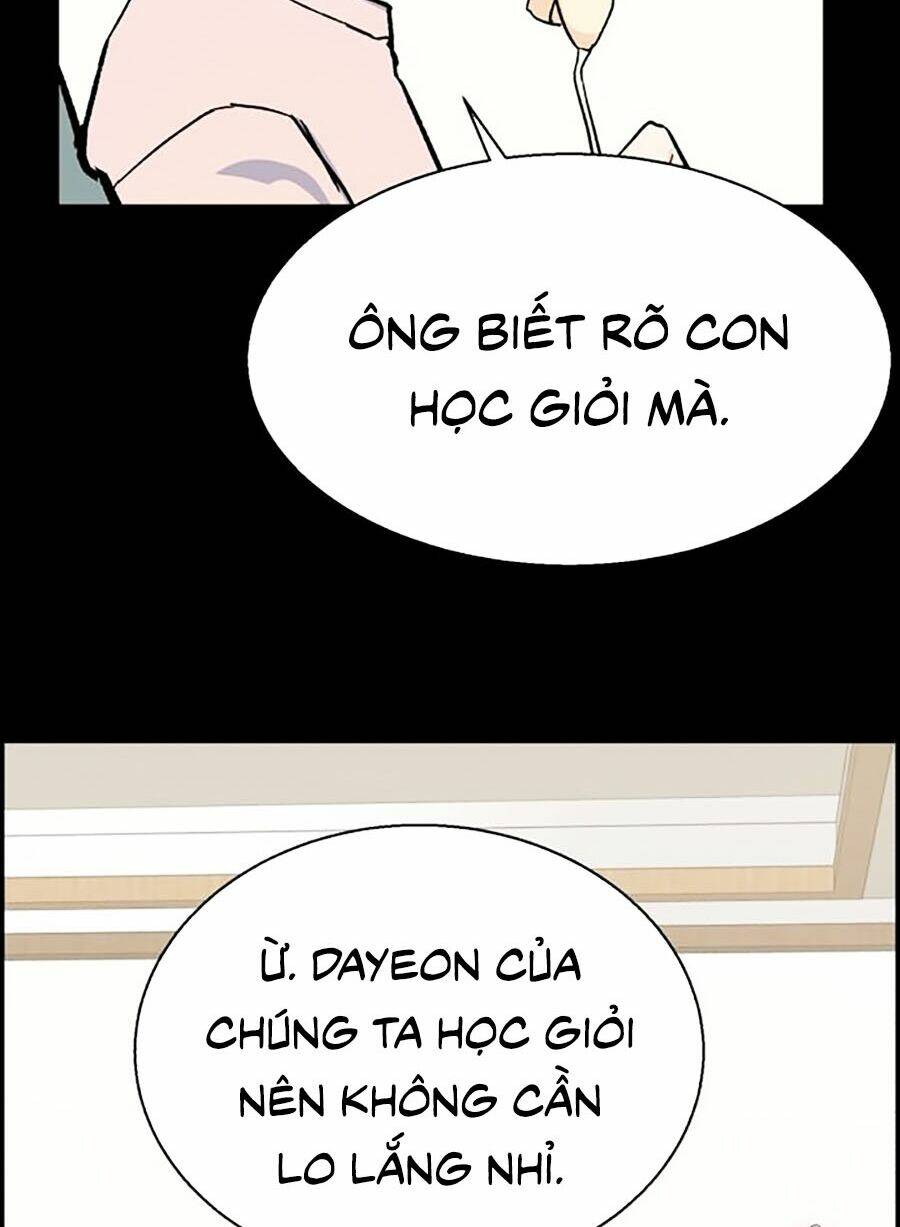 ÔNG BIẾT RÕ CON
HỌC GIỎI MÀ.
Ừ. DAYEON CỦA
CHÚNG TA HỌC GIỎI
NÊN KHÔNG CẦN
LO LẮNG NHỈ.